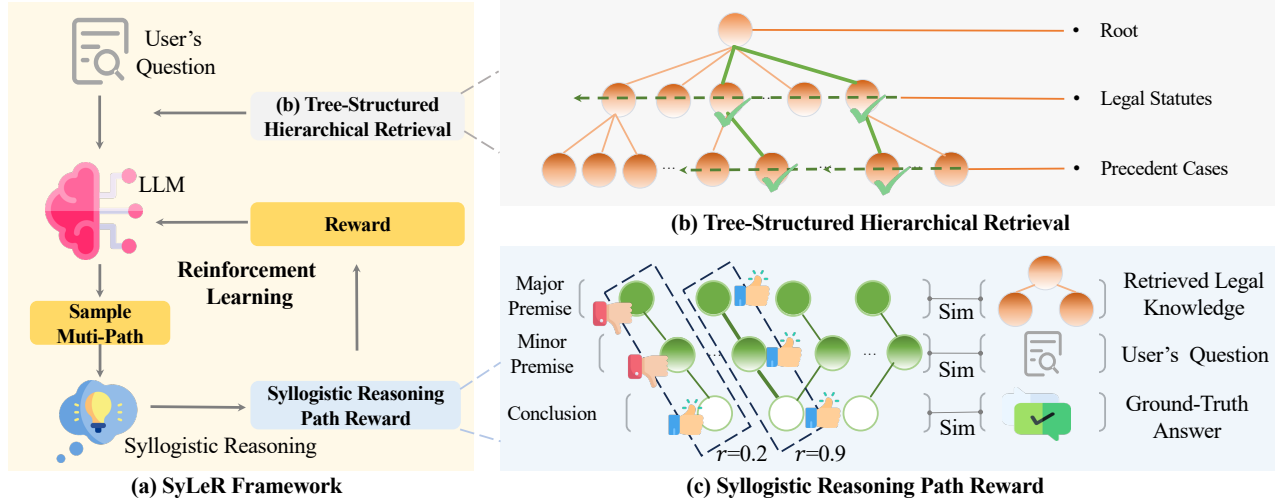 User's
Question
(b) Tree-Structured
Hierarchical Retrieval
LLM
Reward
Reinforcement
Learning
Sample
Muti-Path
Syllogistic Reasoning
Path Reward
Syllogistic Reasoning
(a) SyLeR Framework
• Root
...
• Legal Statutes
... ... ...
• Precedent Cases
(b) Tree-Structured Hierarchical Retrieval
Major
Premise
Minor
Premise
Conclusion
... ...
r=0.2
r=0.9
Sim
Sim
Sim
Retrieved Legal
Knowledge
User's Question
Ground-Truth
Answer
(c) Syllogistic Reasoning Path Reward